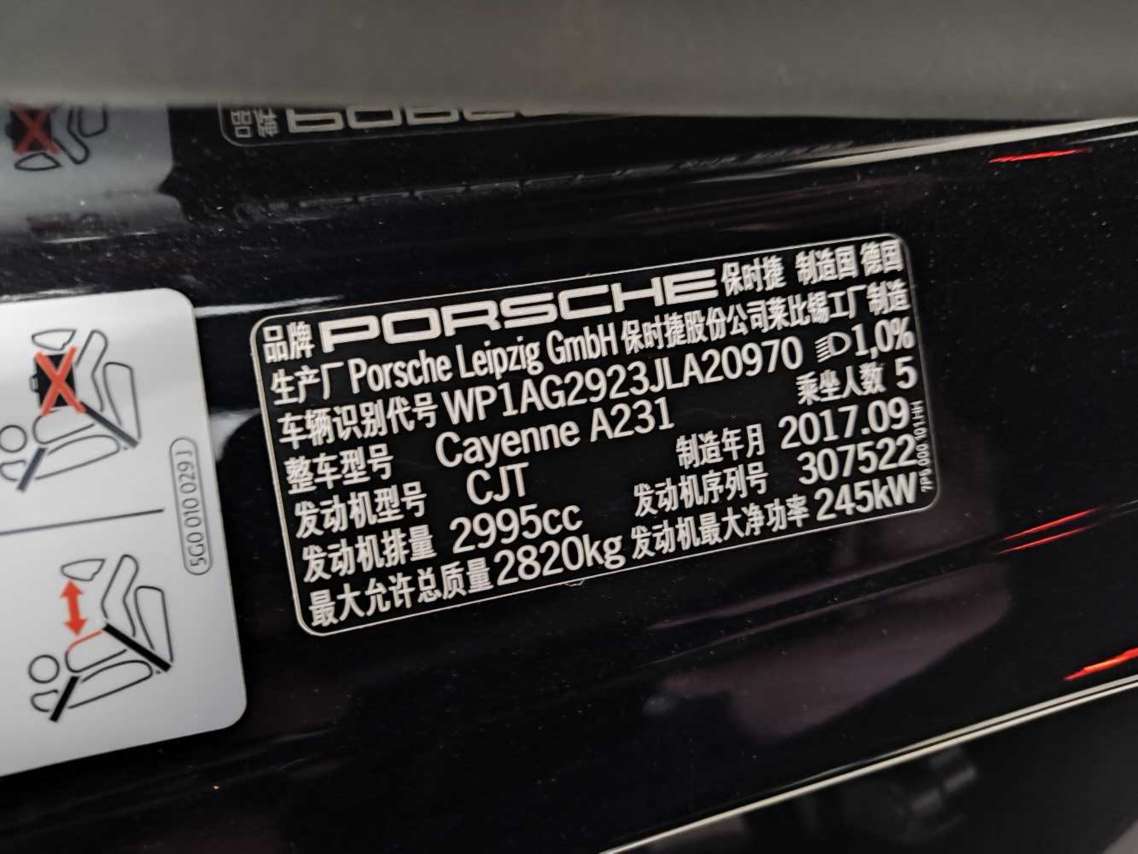 品牌 PORSCHE 保时捷 制造国 德国
生产厂 Porsche Leipzig GmbH 保时捷股份公司莱比锡工厂制造
车辆识别代号 WP1AG2923JLA20970 1,0%
整车型号 Cayenne A231 乘坐人数 5
发动机型号 CJT 制造年月 2017.09
发动机排量 2995cc 发动机序列号 307522
最大允许总质量 2820kg 发动机最大净功率 245kW
7P5.000.101.HH
5G0 010 029 J